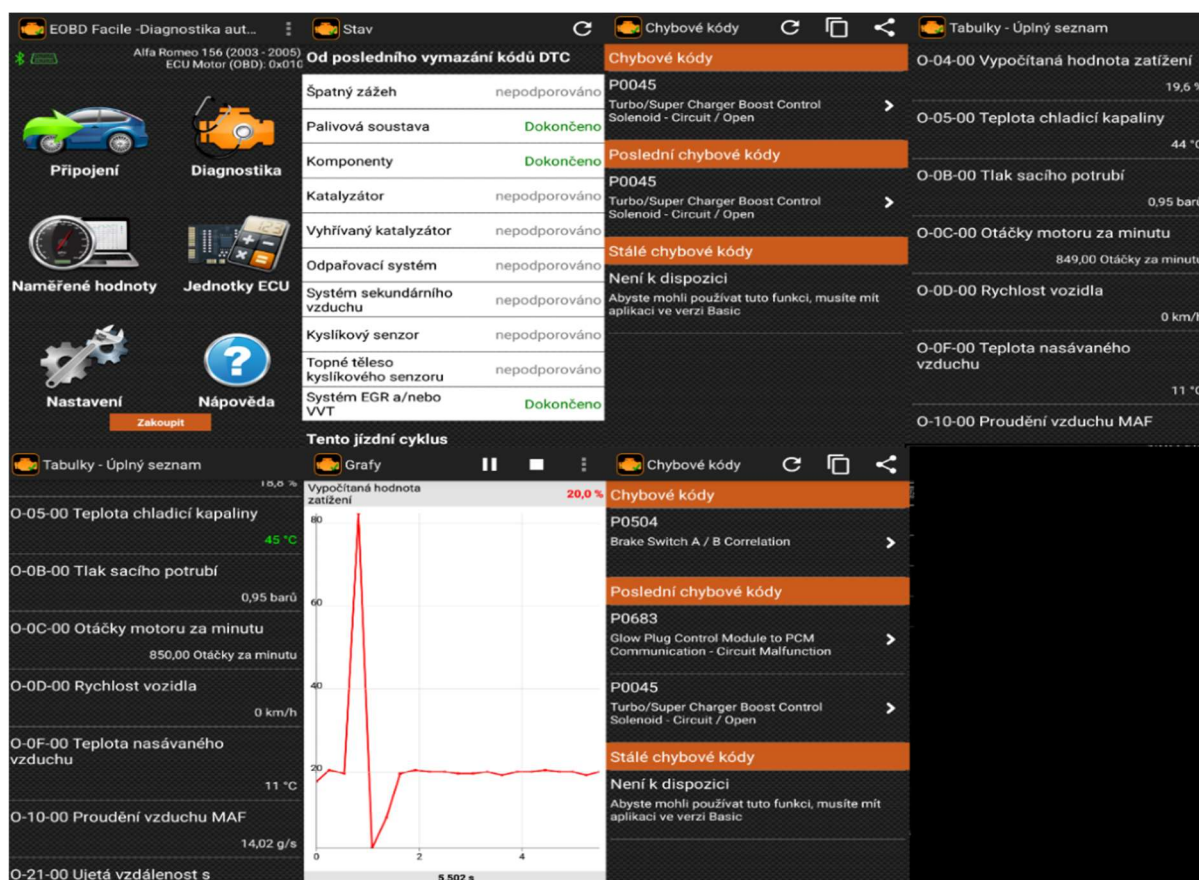 EOBD Facile -Diagnostika aut...
Alfa Romeo 156 (2003 - 2005)
ECU Motor (OBD): 0x010
Připojení
Diagnostika
Naměřené hodnoty
Jednotky ECU
Nastavení
Nápověda
Zakoupit
Stav
Od posledního vymazání kódů DTC
Špatný zážeh
nepodporováno
Palivová soustava
Dokončeno
Komponenty
Dokončeno
Katalyzátor
nepodporováno
Vyhřívaný katalyzátor
nepodporováno
Odpařovací systém
nepodporováno
Systém sekundárního
vzduchu
nepodporováno
Kyslíkový senzor
nepodporováno
Topné těleso
kyslíkového senzoru
nepodporováno
Systém EGR a/nebo
VVT
Dokončeno
Tento jízdní cyklus
Chybové kódy
Chybové kódy
P0045
Turbo/Super Charger Boost Control
Solenoid - Circuit / Open
Poslední chybové kódy
P0045
Turbo/Super Charger Boost Control
Solenoid - Circuit / Open
Stálé chybové kódy
Není k dispozici
Abyste mohli používat tuto funkci, musíte mít
aplikaci ve verzi Basic
Tabulky - Úplný seznam
O-04-00 Vypočítaná hodnota zatížení
19,6 %
O-05-00 Teplota chladicí kapaliny
44 °C
O-0B-00 Tlak sacího potrubí
0,95 barů
O-0C-00 Otáčky motoru za minutu
849,00 Otáčky za minutu
O-0D-00 Rychlost vozidla
0 km/h
O-0F-00 Teplota nasávaného
vzduchu
11 °C
O-10-00 Proudění vzduchu MAF
Tabulky - Úplný seznam
18,8 %
O-05-00 Teplota chladicí kapaliny
45 °C
O-0B-00 Tlak sacího potrubí
0,95 barů
O-0C-00 Otáčky motoru za minutu
850,00 Otáčky za minutu
O-0D-00 Rychlost vozidla
0 km/h
O-0F-00 Teplota nasávaného
vzduchu
11 °C
O-10-00 Proudění vzduchu MAF
14,02 g/s
O-21-00 Ujetá vzdálenost s
Grafy
Vypočítaná hodnota
zatížení
20,0 %
80
60
40
20
0
2
4
5 502 s
Chybové kódy
Chybové kódy
P0504
Brake Switch A / B Correlation
Poslední chybové kódy
P0683
Glow Plug Control Module to PCM
Communication - Circuit Malfunction
P0045
Turbo/Super Charger Boost Control
Solenoid - Circuit / Open
Stálé chybové kódy
Není k dispozici
Abyste mohli používat tuto funkci, musíte mít
aplikaci ve verzi Basic